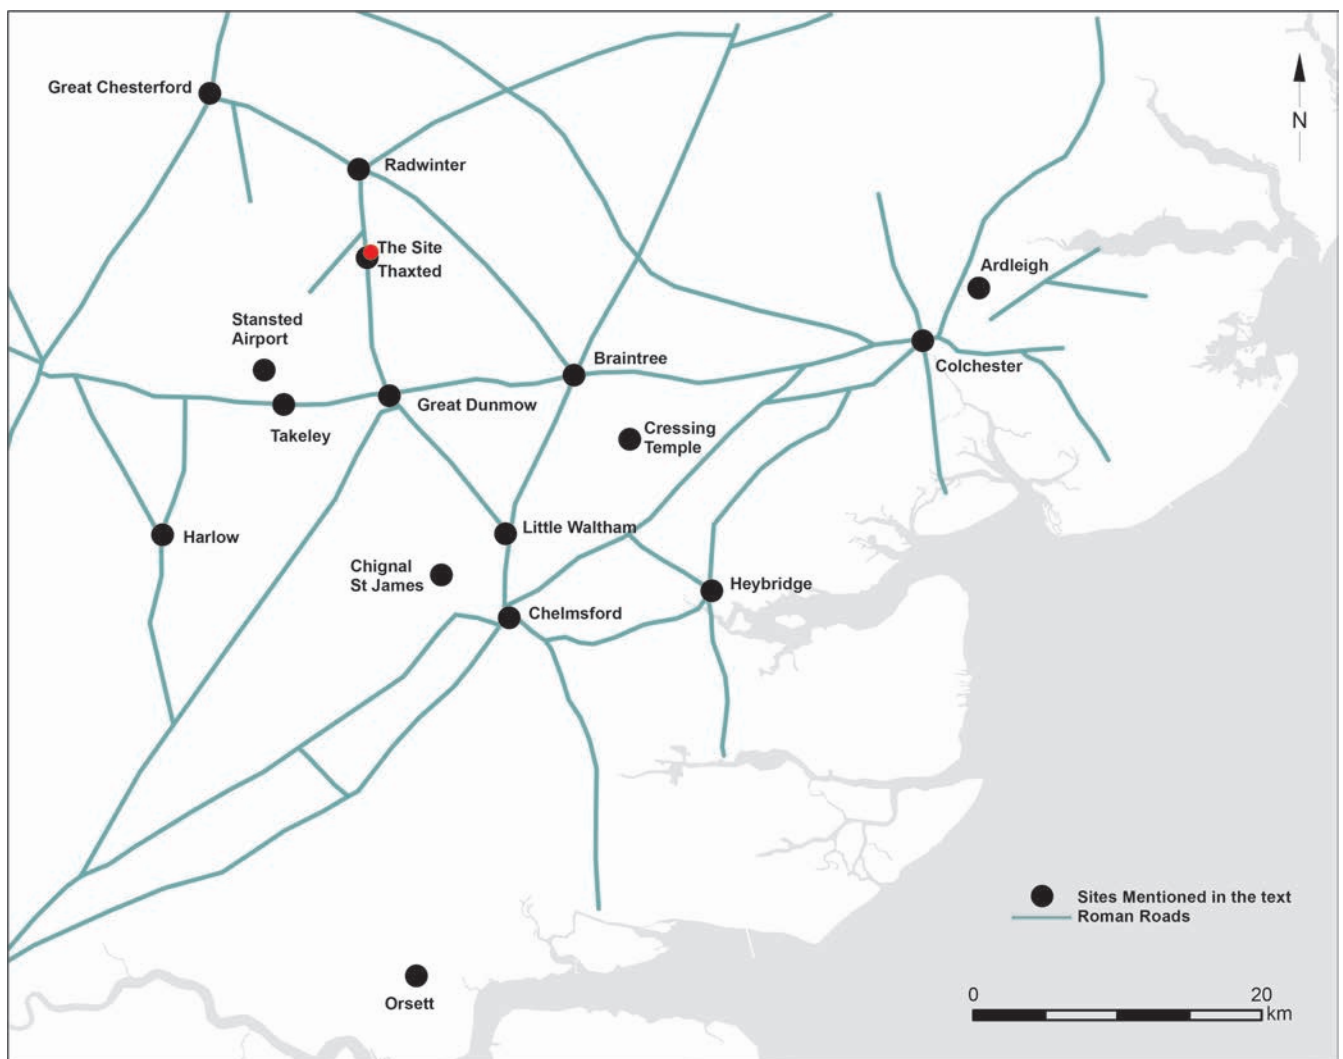 Great Chesterford
N
Radwinter
The Site
Thaxted
Ardleigh
Stansted
Airport
Braintree
Colchester
Great Dunmow
Takeley
Cressing
Temple
Little Waltham
Harlow
Chignal
St James
Heybridge
Chelmsford
Sites Mentioned in the text
Roman Roads
Orsett
0 20
km